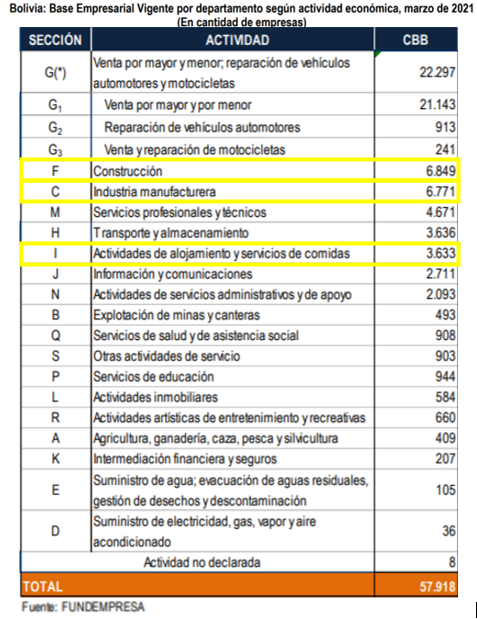 Bolivia: Base Empresarial Vigente por departamento según actividad económica, marzo de 2021
(En cantidad de empresas)
SECCIÓN ACTIVIDAD CBB
G(*) Venta por mayor y menor; reparación de vehículos automotores y motocicletas 22.297
G1 Venta por mayor y por menor 21.143
G2 Reparación de vehículos automotores 913
G3 Venta y reparación de motocicletas 241
F Construcción 6.849
C Industria manufacturera 6.771
M Servicios profesionales y técnicos 4.671
H Transporte y almacenamiento 3.636
I Actividades de alojamiento y servicios de comidas 3.633
J Información y comunicaciones 2.711
N Actividades de servicios administrativos y de apoyo 2.093
B Explotación de minas y canteras 493
Q Servicios de salud y de asistencia social 908
S Otras actividades de servicio 903
P Servicios de educación 944
L Actividades inmobiliares 584
R Actividades artísticas de entretenimiento y recreativas 660
A Agricultura, ganadería, caza, pesca y silvicultura 409
K Intermediación financiera y seguros 207
E Suministro de agua; evacuación de aguas residuales, gestión de desechos y descontaminación 105
D Suministro de electricidad, gas, vapor y aire acondicionado 36
Actividad no declarada 8
TOTAL 57.918
Fuente: FUNDEMPRESA